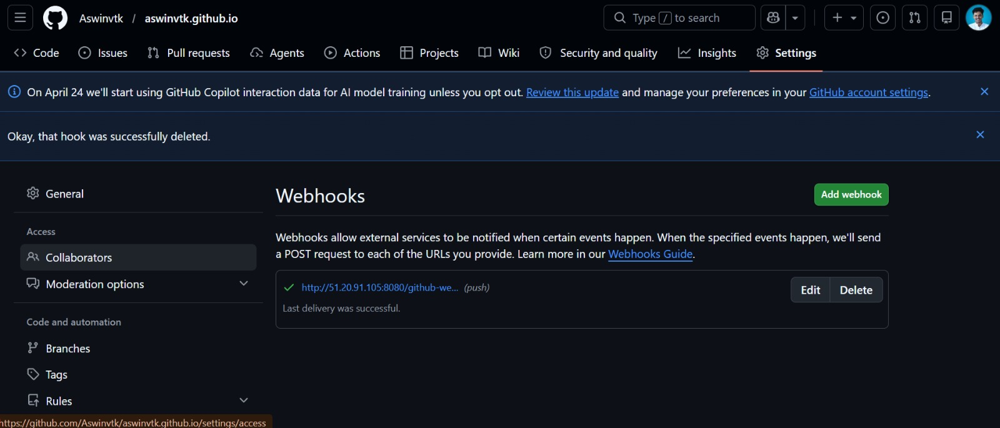 Aswinvtk / aswinvtk.github.io
Type / to search
Code Issues Pull requests Agents Actions Projects Wiki Security and quality Insights Settings
On April 24 we'll start using GitHub Copilot interaction data for AI model training unless you opt out. Review this update and manage your preferences in your GitHub account settings.
Okay, that hook was successfully deleted.
General
Access
Collaborators
Moderation options
Code and automation
Branches
Tags
Rules
Webhooks
Add webhook
Webhooks allow external services to be notified when certain events happen. When the specified events happen, we'll send
a POST request to each of the URLs you provide. Learn more in our Webhooks Guide.
http://51.20.91.105:8080/github-we... (push)
Edit Delete
Last delivery was successful.
https://github.com/Aswinvtk/aswinvtk.github.io/settings/access